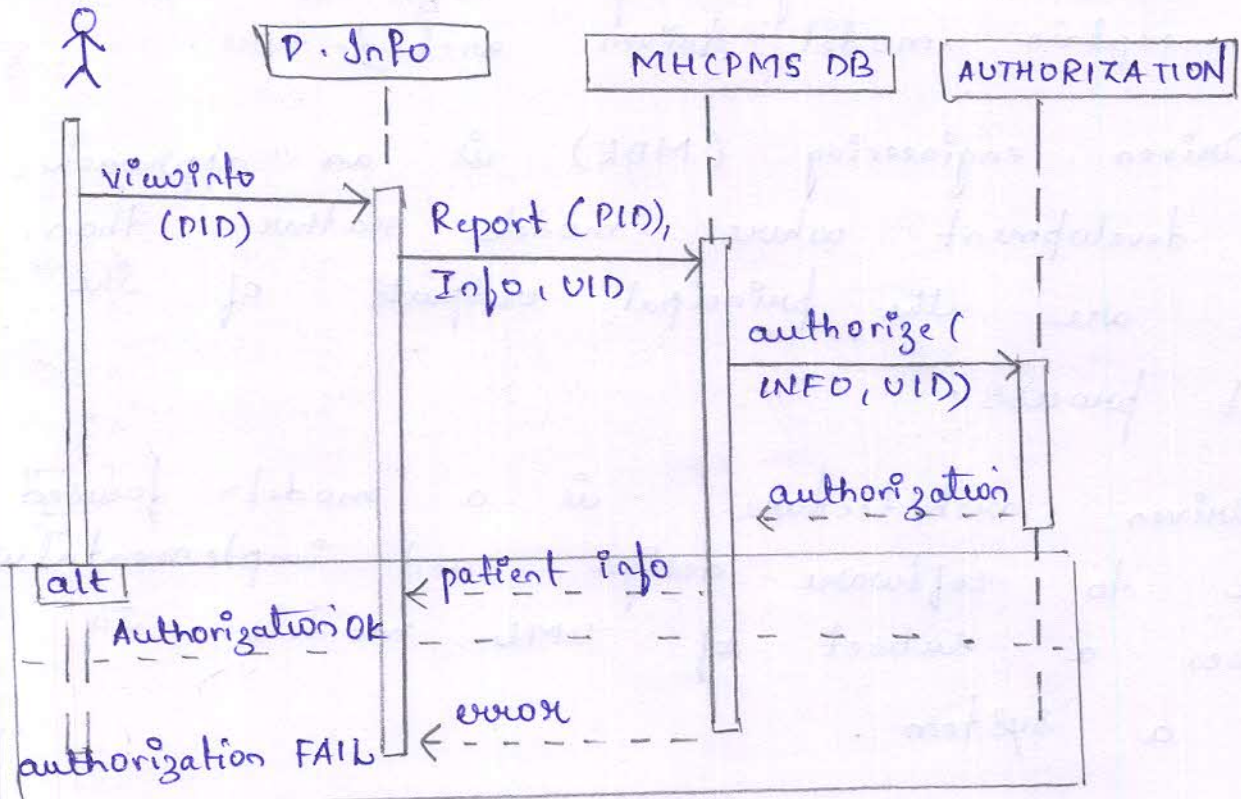 P. Info
MHCPMS DB
AUTHORIZATION
viewinfo
(PID)
Report (PID),
Info, UID
authorize (
INFO, UID)
authorization
alt
patient info
Authorization OK
error
authorization FAIL